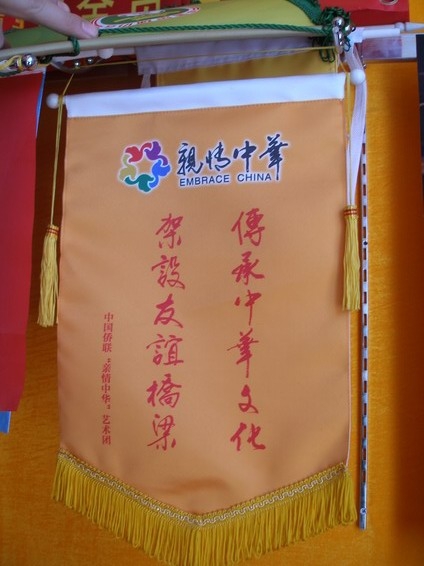 親情中華
EMBRACE CHINA
傳承中華文化
架設友誼橋梁
中国侨联“亲情中华”艺术团